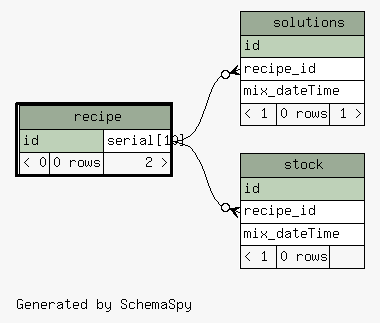 solutions
id
recipe_id
mix_dateTime
< 1 0 rows 1 >
recipe
id serial[10]
< 0 0 rows 2 >
stock
id
recipe_id
mix_dateTime
< 1 0 rows
Generated by SchemaSpy